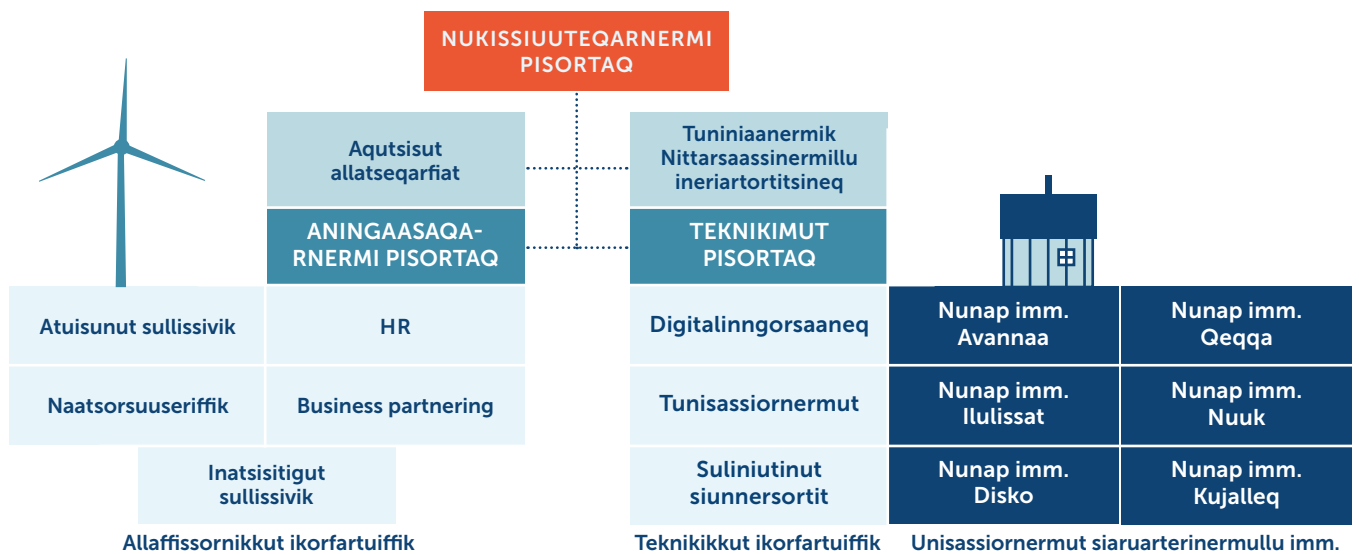 NUKISSIUUTEQARNERMI
PISORTAQ
Aqutsisut
allatseqarfiat
Tuniniaanermik
Nittarsaassinermillu
ineriartortitsineq
ANINGAASAQA-
RNERMI PISORTAQ
TEKNIKIMUT
PISORTAQ
Atuisunut sullissivik
HR
Digitalinngorsaaneq
Nunap imm.
Avannaa
Nunap imm.
Qeqqa
Naatsorsuuseriffik
Business partnering
Tunisassiornermut
Nunap imm.
Ilulissat
Nunap imm.
Nuuk
Inatsisitigut
sullissivik
Suliniutinut
siunnersortit
Nunap imm.
Disko
Nunap imm.
Kujalleq
Allaffissornikkut ikorfartuiffik
Teknikikkut ikorfartuiffik
Unisassiornermut siaruarterinermullu imm.